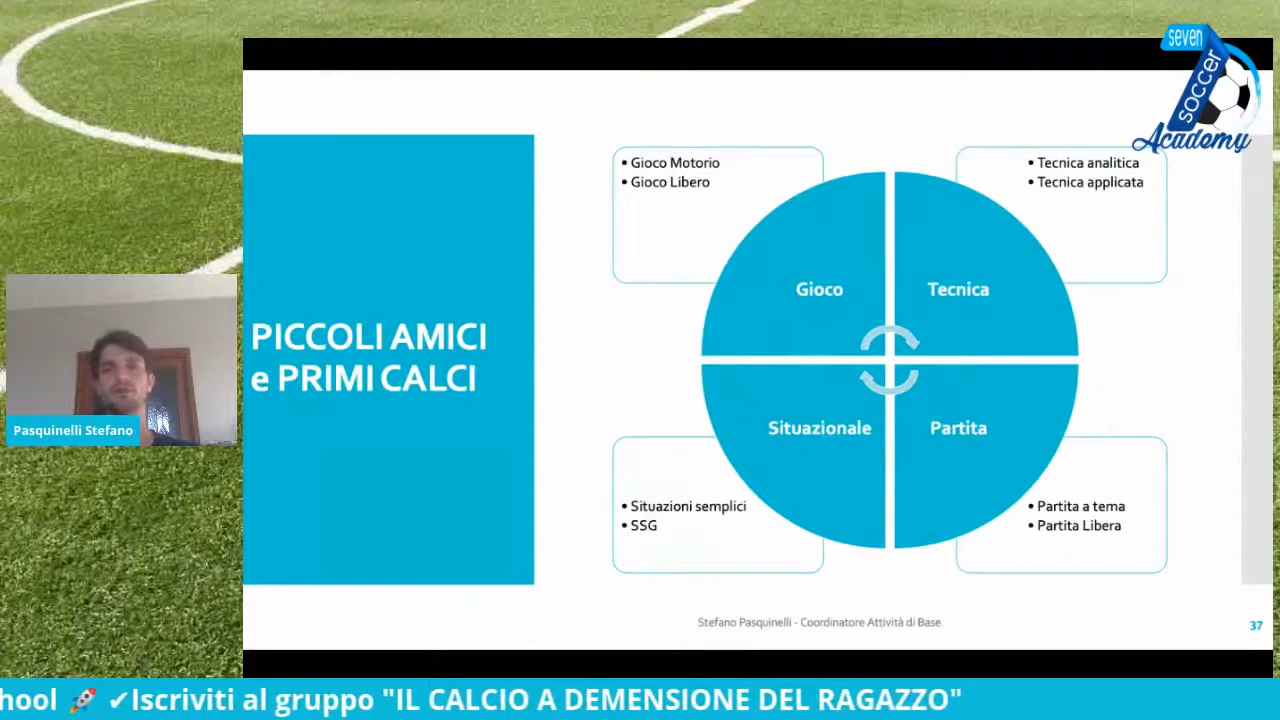 seven
SOCCER
Academy
• Gioco Motorio
• Gioco Libero
• Tecnica analitica
• Tecnica applicata
Gioco
Tecnica
PICCOLI AMICI
e PRIMI CALCI
Situazionale
Partita
Pasquinelli Stefano
• Situazioni semplici
• SSG
• Partita a tema
• Partita Libera
Stefano Pasquinelli - Coordinatore Attività di Base
37
hool 🚀 ✔Iscriviti al gruppo "IL CALCIO A DEMENSIONE DEL RAGAZZO"